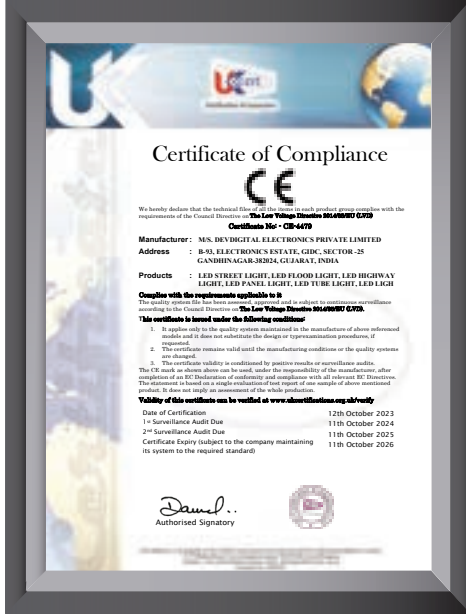 UK
UKcert
Certificate of Compliance
CE
We hereby declare that the technical files of all the items in each product group complies with the
requirements of the Council Directive on The Low Voltage Directive 2014/35/EU (LVD)
Certificate No: - CE-4479
Manufacturer : M/S. DEVDIGITAL ELECTRONICS PRIVATE LIMITED
Address : B-93, ELECTRONICS ESTATE, GIDC, SECTOR -25
GANDHINAGAR-382024, GUJARAT, INDIA
Products : LED STREET LIGHT, LED FLOOD LIGHT, LED HIGHWAY
LIGHT, LED PANEL LIGHT, LED TUBE LIGHT, LED LIGH
Complies with the requirements applicable to it
The quality system file has been assessed, approved and is subject to continuous surveillance
according to the Council Directive on The Low Voltage Directive 2014/35/EU (LVD).
This certificate is issued under the following conditions:
1. It applies only to the quality system maintained in the manufacture of above referenced
models and it does not substitute the design or typeexamination procedures, if
requested.
2. The certificate remains valid until the manufacturing conditions or the quality systems
are changed.
3. The certificate validity is conditioned by positive results or surveillance audits.
The CE mark as shown above can be used, under the responsibility of the manufacturer, after
completion of an EC Declaration of conformity and compliance with all relevant EC Directives.
The statement is based on a single evaluation of test report of one sample of above mentioned
product. It does not imply an assessment of the whole production.
Validity of this certificate can be verified at www.ukcertifications.org.uk/verify
Date of Certification 12th October 2023
1st Surveillance Audit Due 11th October 2024
2nd Surveillance Audit Due 11th October 2025
Certificate Expiry (subject to the company maintaining 11th October 2026
its system to the required standard)
Authorised Signatory